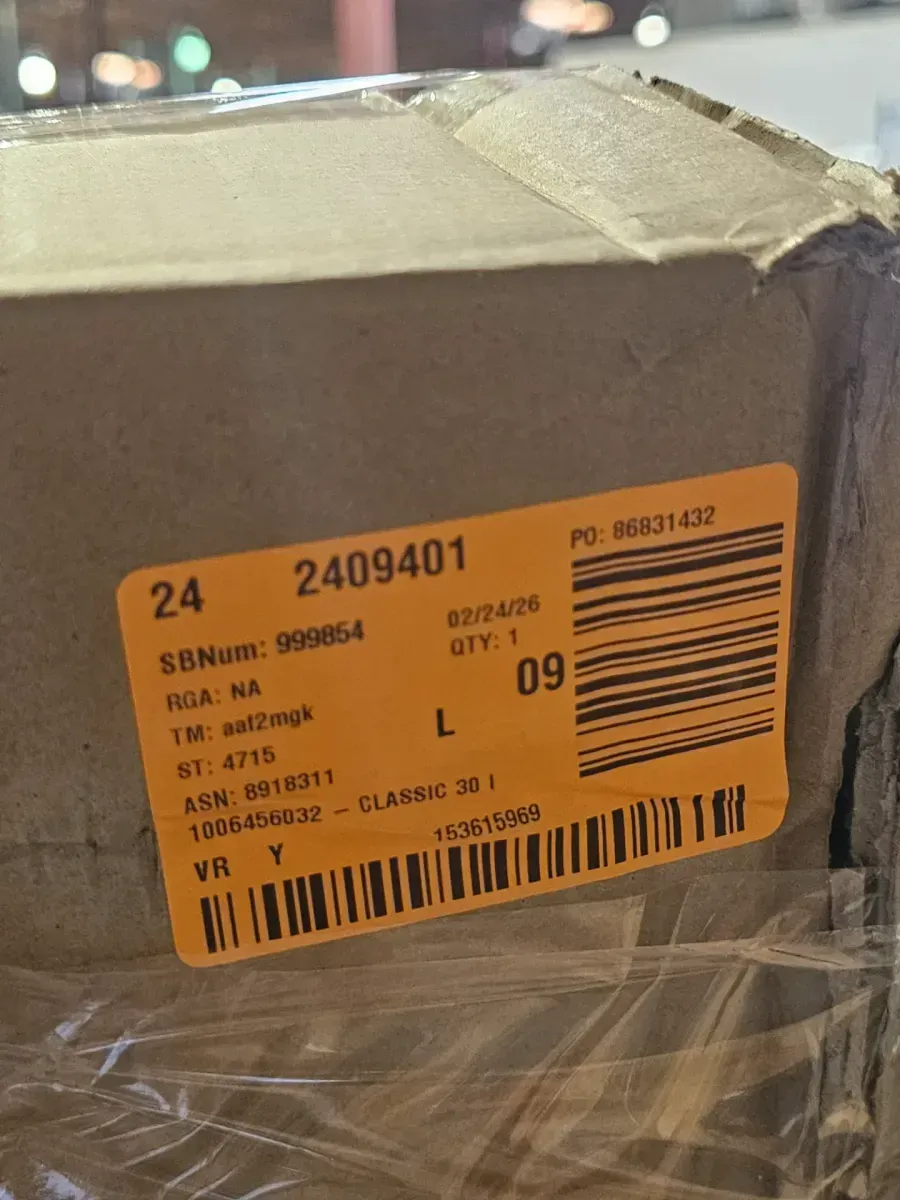 24 2409401
PO: 86831432
SBNum: 999854
02/24/26
RGA: NA
QTY: 1
TM: aaf2mgk
L
09
ST: 4715
ASN: 8918311
1006456032 – CLASSIC 30 I
VR Y
153615969